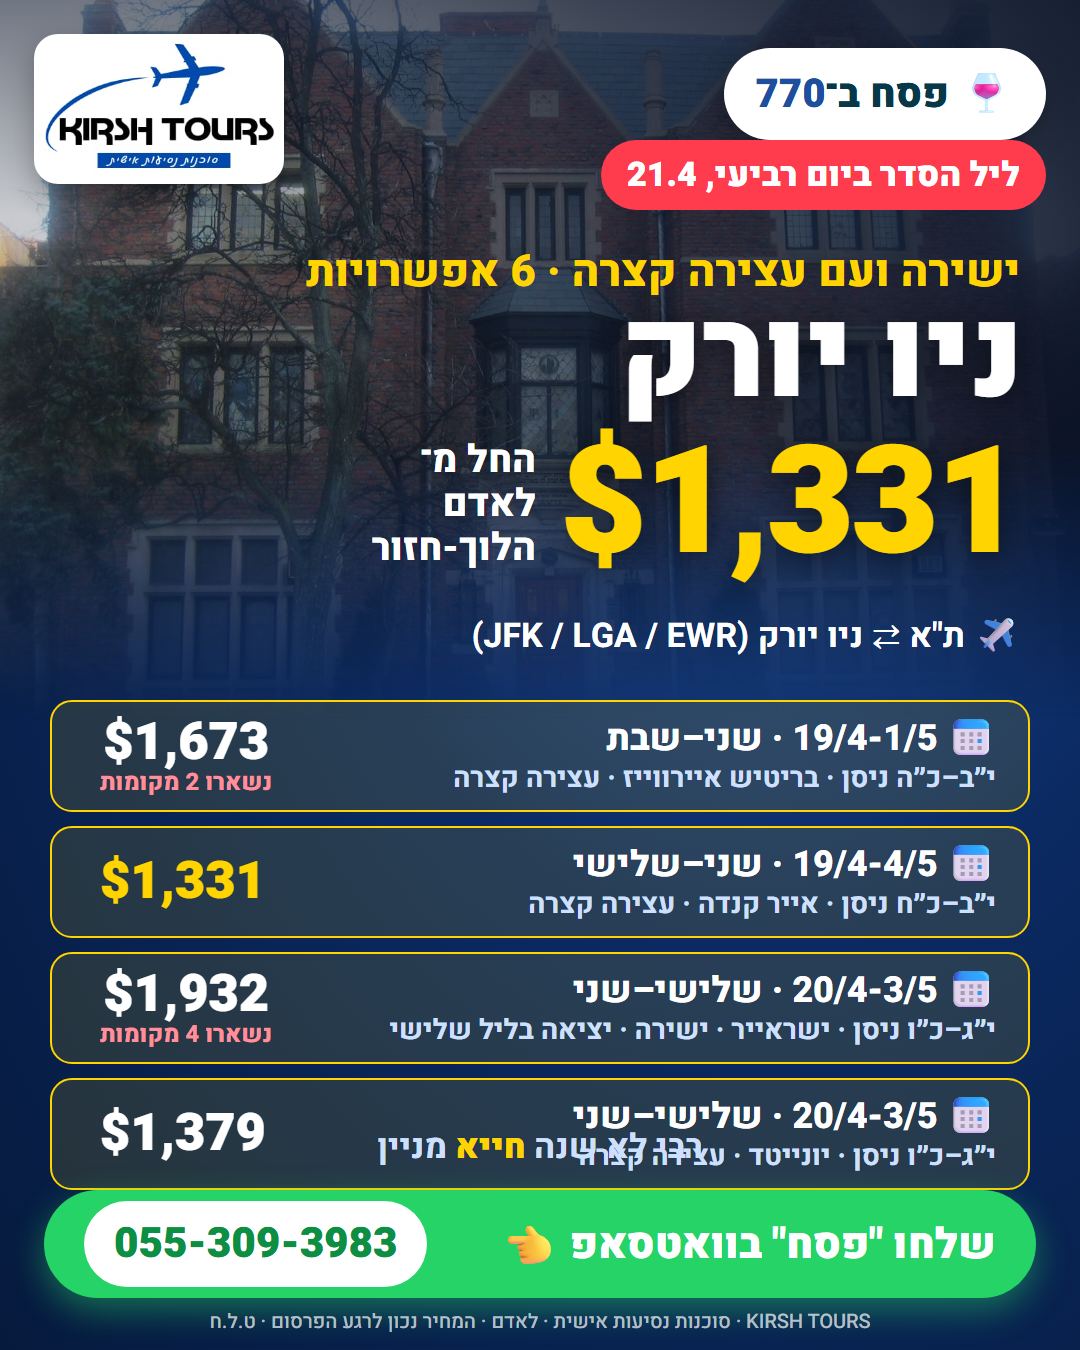 KIRSH TOURS
סוכנות נסיעות אישית
פסח ב־770
ליל הסדר ביום רביעי, 21.4
ישירה ועם עצירה קצרה · 6 אפשרויות
ניו יורק
$1,331
החל מ־
לאדם
הלוך-חזור
ת"א ⇄ ניו יורק (JFK / LGA / EWR)
19/4-1/5 · שני–שבת
$1,673
י״ב–כ״ה ניסן · בריטיש איירווייז · עצירה קצרה
נשארו 2 מקומות
19/4-4/5 · שני–שלישי
$1,331
י״ב–כ״ח ניסן · אייר קנדה · עצירה קצרה
20/4-3/5 · שלישי–שני
$1,932
י״ג–כ״ו ניסן · ישראייר · ישירה · יציאה בליל שלישי
נשארו 4 מקומות
20/4-3/5 · שלישי–שני
$1,379
י״ג–כ״ו ניסן · יונייטד · עצירה קצרה
רבי לא שנה חייא מניין
שלחו "פסח" בוואטסאפ
055-309-3983
KIRSH TOURS · סוכנות נסיעות אישית · לאדם · המחיר נכון לרגע הפרסום · ט.ל.ח